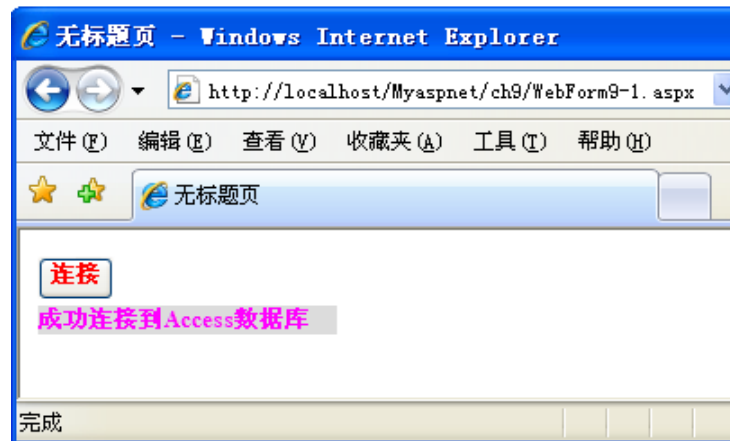 无标题页 - Windows Internet Explorer
http://localhost/Myaspnet/ch9/WebForm9-1.aspx
文件(F) 编辑(E) 查看(V) 收藏夹(A) 工具(T) 帮助(H)
无标题页
连接
成功连接到Access数据库
完成